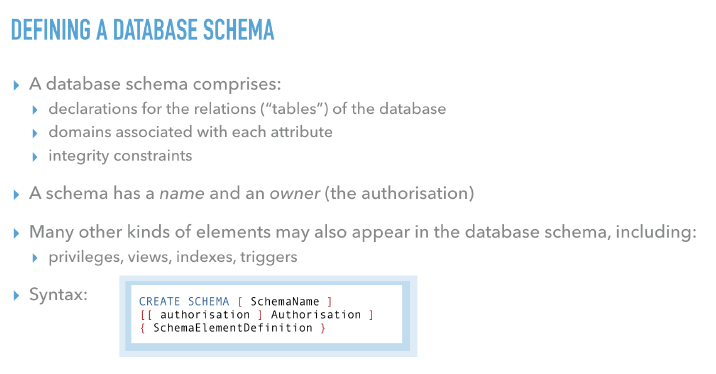 DEFINING A DATABASE SCHEMA
▸ A database schema comprises:
▸ declarations for the relations (“tables”) of the database
▸ domains associated with each attribute
▸ integrity constraints
▸ A schema has a name and an owner (the authorisation)
▸ Many other kinds of elements may also appear in the database schema, including:
▸ privileges, views, indexes, triggers
▸ Syntax:
CREATE SCHEMA [ SchemaName ]
[[ authorisation ] Authorisation ]
{ SchemaElementDefinition }